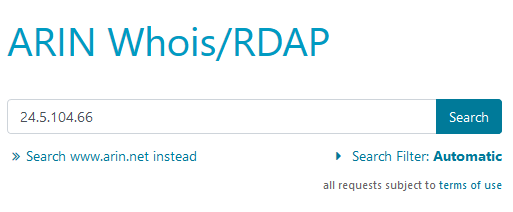 ARIN Whois/RDAP
24.5.104.66 Search
» Search www.arin.net instead Search Filter: Automatic
all requests subject to terms of use